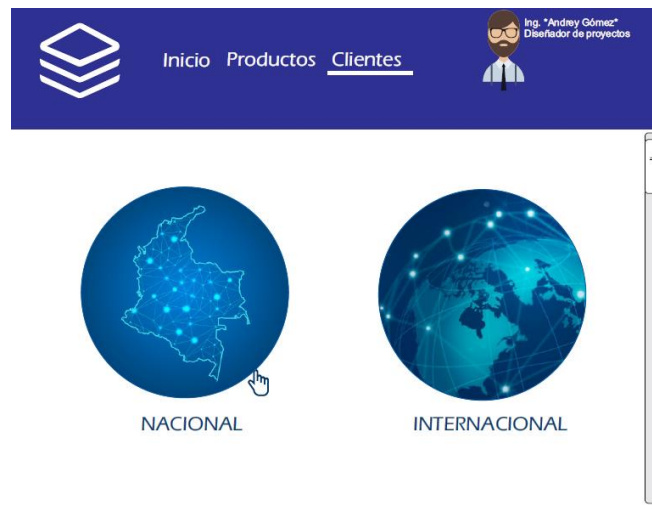 Ing. "Andrey Gómez"
Diseñador de proyectos
Inicio Productos Clientes
NACIONAL
INTERNACIONAL